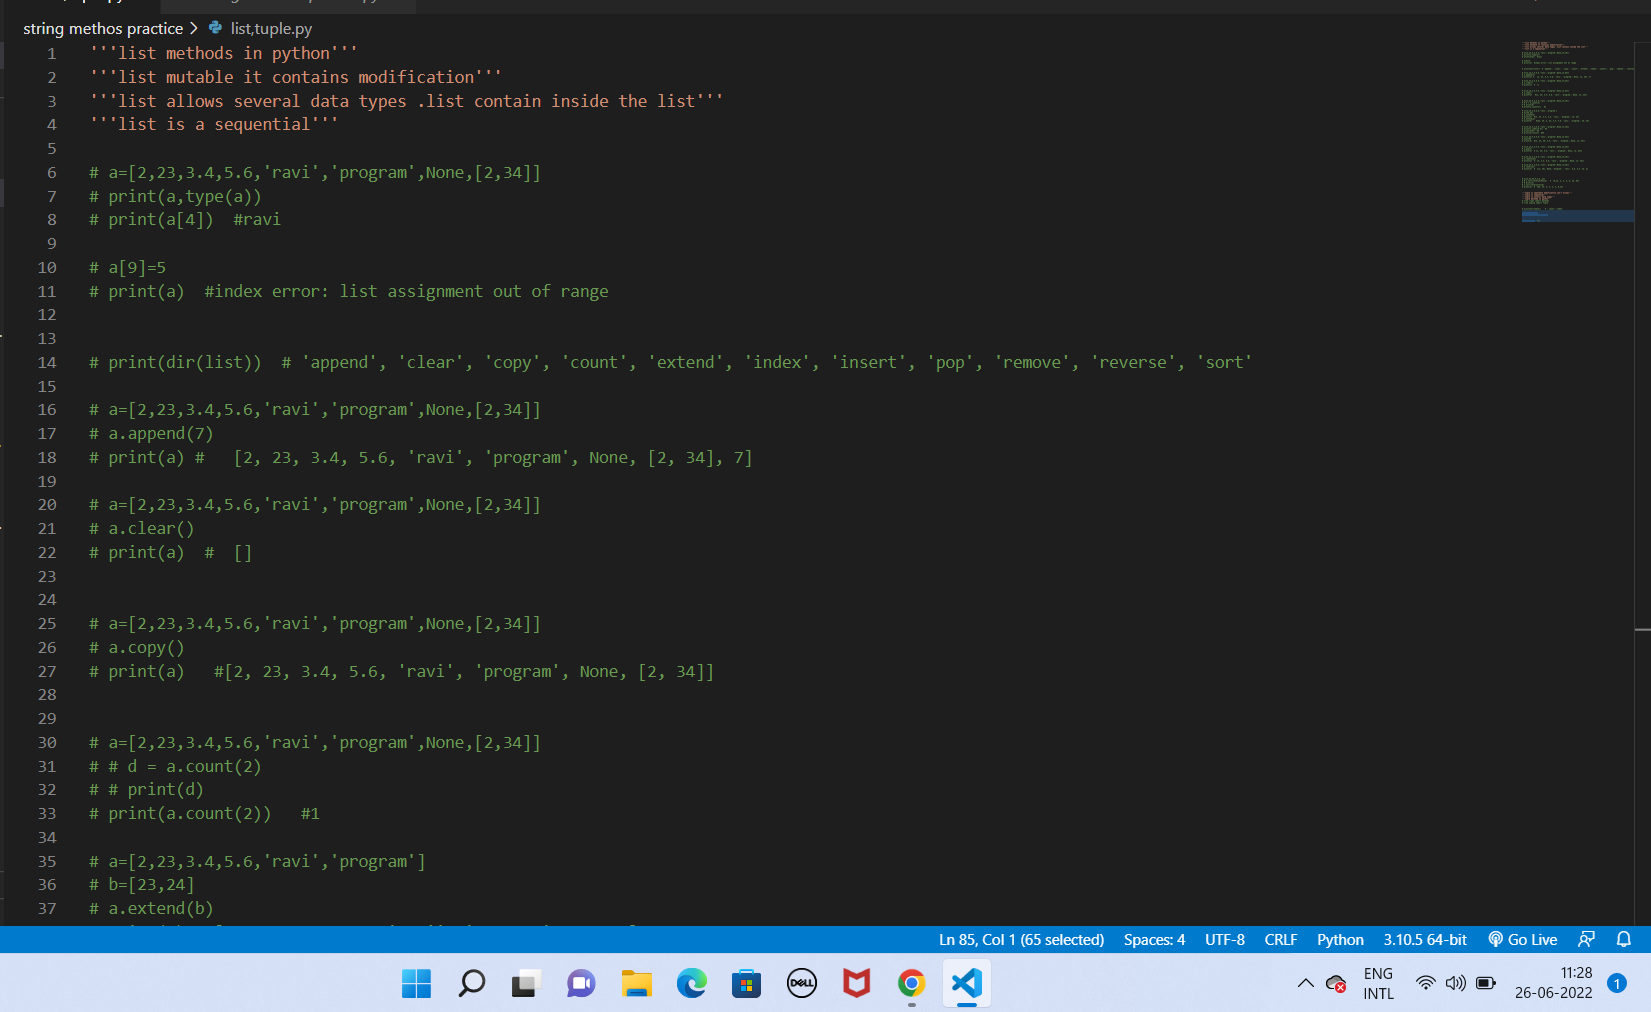 string methos practice > list,tuple.py
1 '''list methods in python'''
2 '''list mutable it contains modification'''
3 '''list allows several data types .list contain inside the list'''
4 '''list is a sequential'''
5
6 # a=[2,23,3.4,5.6,'ravi','program',None,[2,34]]
7 # print(a,type(a))
8 # print(a[4])  #ravi
9
10 # a[9]=5
11 # print(a)  #index error: list assignment out of range
12
13
14 # print(dir(list))  # 'append', 'clear', 'copy', 'count', 'extend', 'index', 'insert', 'pop', 'remove', 'reverse', 'sort'
15
16 # a=[2,23,3.4,5.6,'ravi','program',None,[2,34]]
17 # a.append(7)
18 # print(a) #   [2, 23, 3.4, 5.6, 'ravi', 'program', None, [2, 34], 7]
19
20 # a=[2,23,3.4,5.6,'ravi','program',None,[2,34]]
21 # a.clear()
22 # print(a)  #  []
23
24
25 # a=[2,23,3.4,5.6,'ravi','program',None,[2,34]]
26 # a.copy()
27 # print(a)   #[2, 23, 3.4, 5.6, 'ravi', 'program', None, [2, 34]]
28
29
30 # a=[2,23,3.4,5.6,'ravi','program',None,[2,34]]
31 # # d = a.count(2)
32 # # print(d)
33 # print(a.count(2))   #1
34
35 # a=[2,23,3.4,5.6,'ravi','program']
36 # b=[23,24]
37 # a.extend(b)
Ln 85, Col 1 (65 selected) Spaces: 4 UTF-8 CRLF Python 3.10.5 64-bit Go Live
DELL
ENG 11:28
INTL 26-06-2022 1